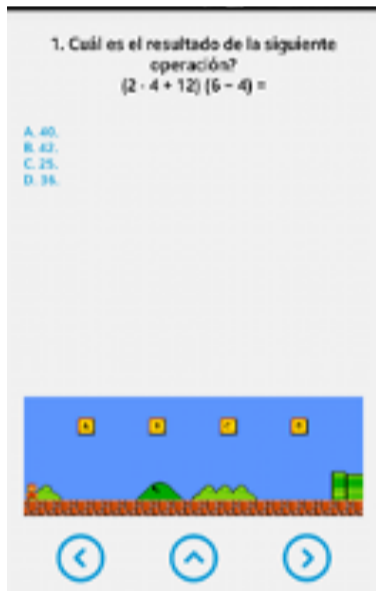 1. Cuál es el resultado de la siguiente
operación?
(2 · 4 + 12) (6 – 4) =
A. 40.
B. 42.
C. 25.
D. 36.
A
B
C
D